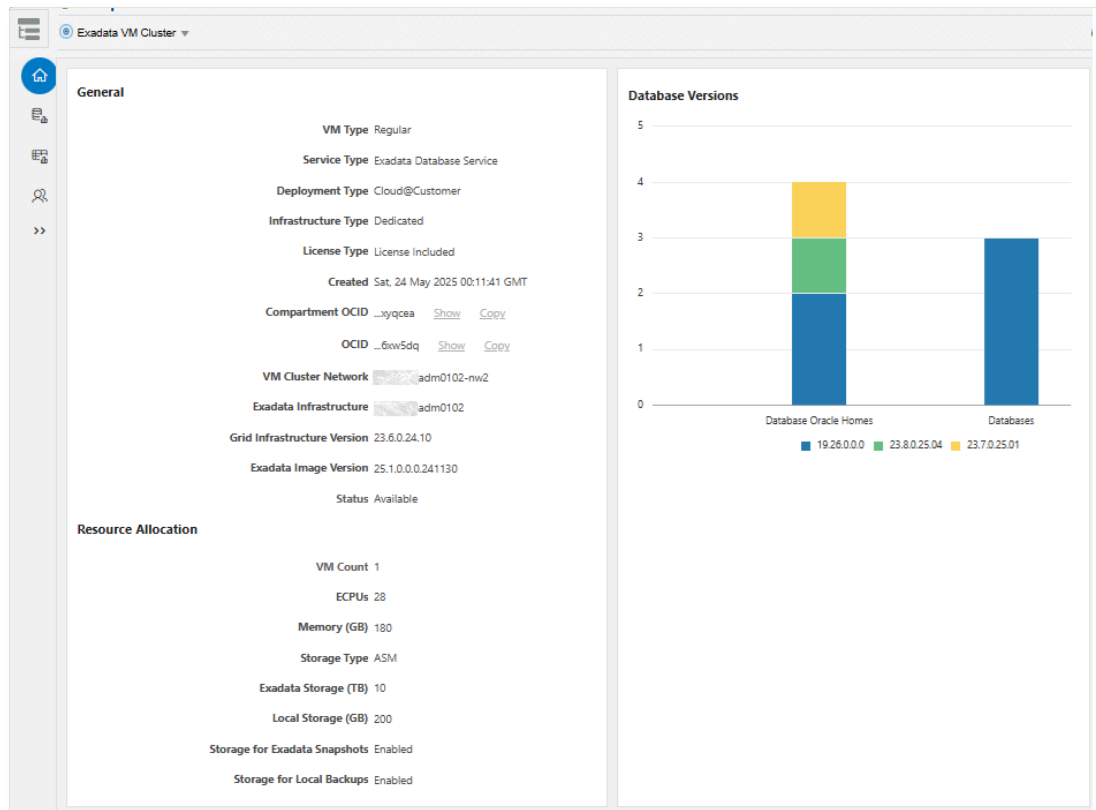 Exadata VM Cluster
General
VM Type Regular
Service Type Exadata Database Service
Deployment Type Cloud@Customer
Infrastructure Type Dedicated
License Type License Included
Created Sat, 24 May 2025 00:11:41 GMT
Compartment OCID ...xyqcea Show Copy
OCID ...6xw5dq Show Copy
VM Cluster Network adm0102-nw2
Exadata Infrastructure adm0102
Grid Infrastructure Version 23.6.0.24.10
Exadata Image Version 25.1.0.0.0.241130
Status Available
Resource Allocation
VM Count 1
ECPUs 28
Memory (GB) 180
Storage Type ASM
Exadata Storage (TB) 10
Local Storage (GB) 200
Storage for Exadata Snapshots Enabled
Storage for Local Backups Enabled
Database Versions
5
4
3
2
1
0
Database Oracle Homes Databases
19.26.0.0.0 23.8.0.25.04 23.7.0.25.01